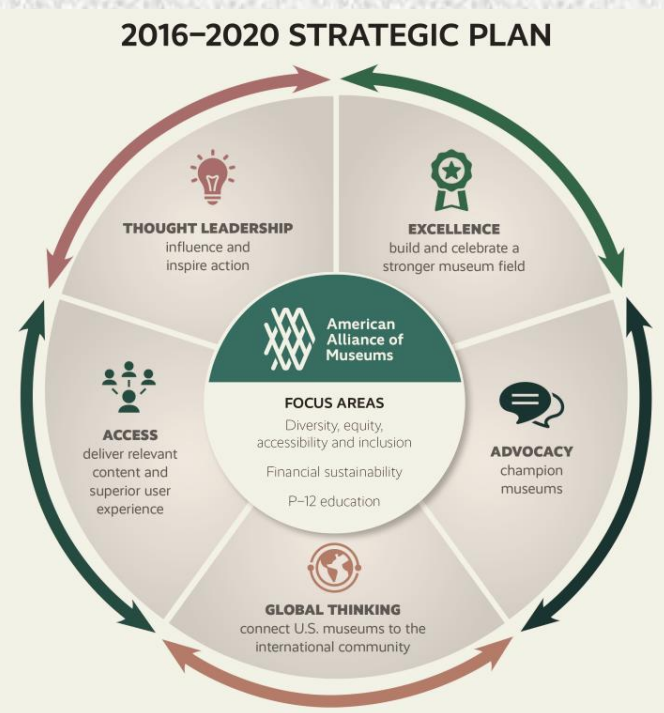 2016–2020 STRATEGIC PLAN
THOUGHT LEADERSHIP
influence and
inspire action
EXCELLENCE
build and celebrate a
stronger museum field
American
Alliance of
Museums
FOCUS AREAS
Diversity, equity,
accessibility and inclusion
Financial sustainability
P–12 education
ACCESS
deliver relevant
content and
superior user
experience
ADVOCACY
champion
museums
GLOBAL THINKING
connect U.S. museums to the
international community